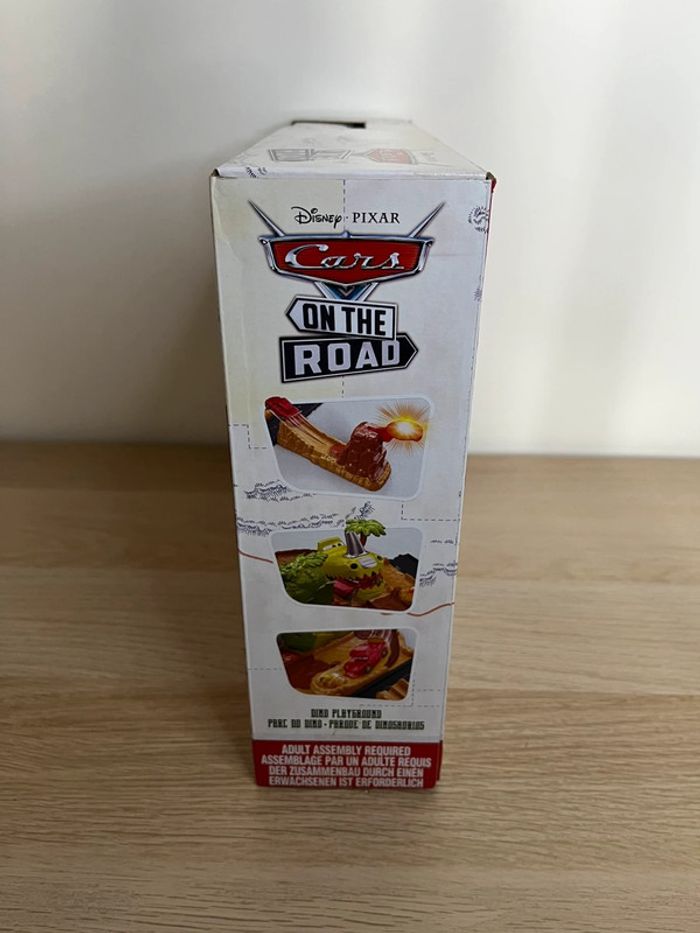 Disney · PIXAR
Cars
ON THE
ROAD
DINO PLAYGROUND
PARC DU DINO • PARQUE DE DINOSAURIOS
ADULT ASSEMBLY REQUIRED
ASSEMBLAGE PAR UN ADULTE REQUIS
DER ZUSAMMENBAU DURCH EINEN
ERWACHSENEN IST ERFORDERLICH